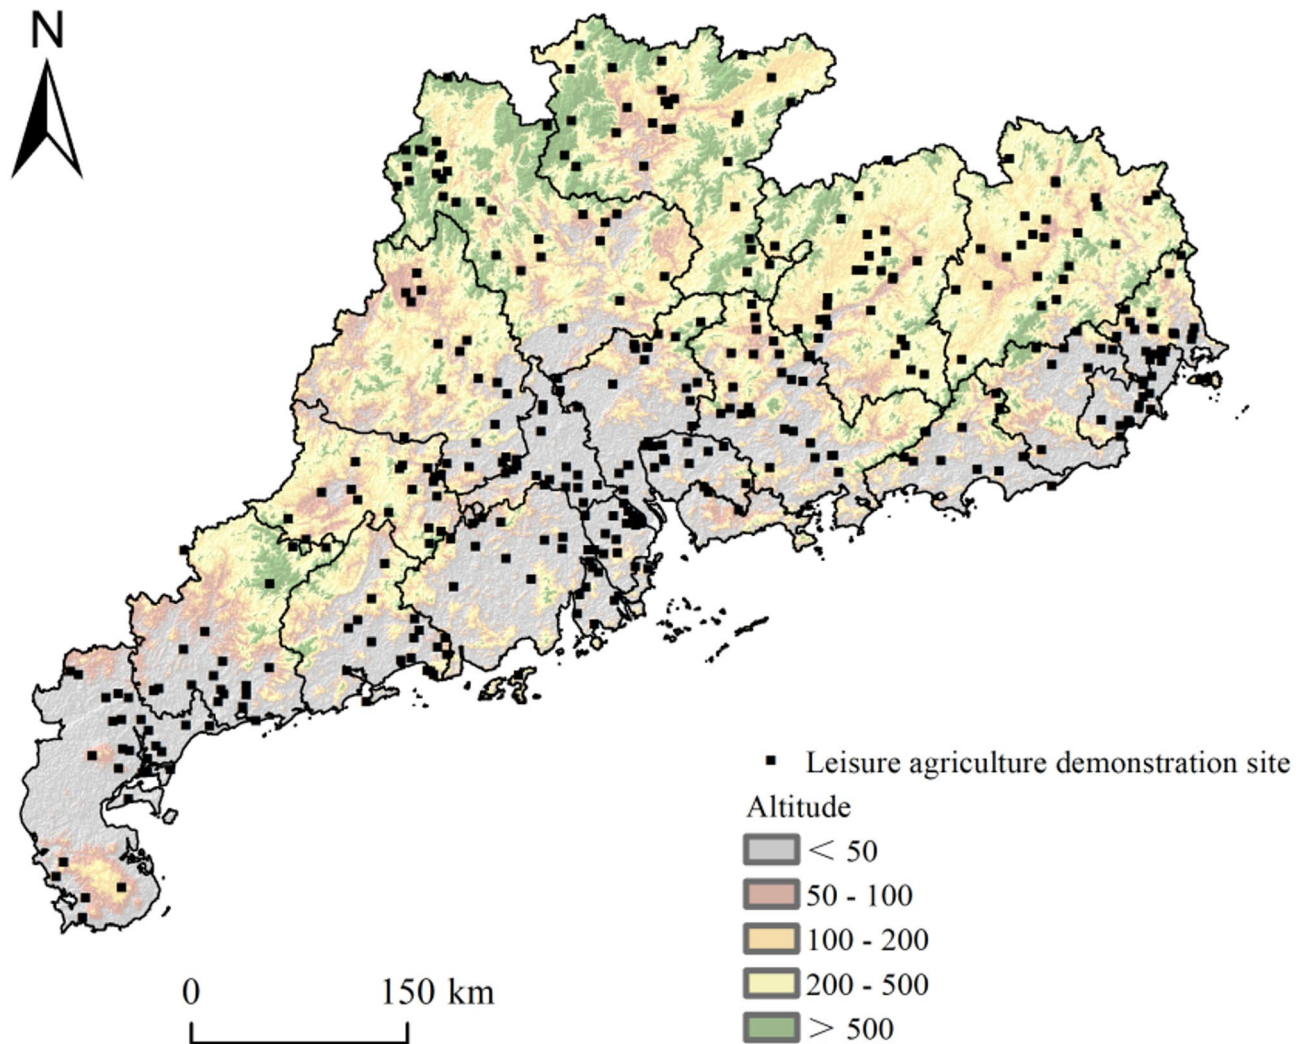 N
Leisure agriculture demonstration site
Altitude
< 50
50 - 100
100 - 200
200 - 500
> 500
0 150 km